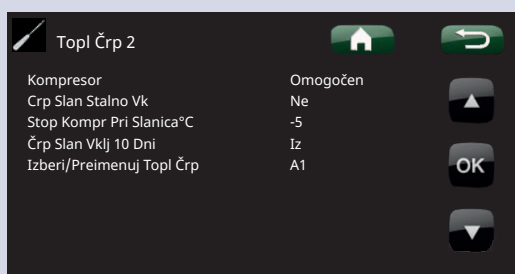 Topl Črp 2
Kompresor Omogočen
Crp Slan Stalno Vk Ne
Stop Kompr Pri Slanica°C -5
Črp Slan Vklj 10 Dni Iz
Izberi/Preimenuj Topl Črp A1
OK